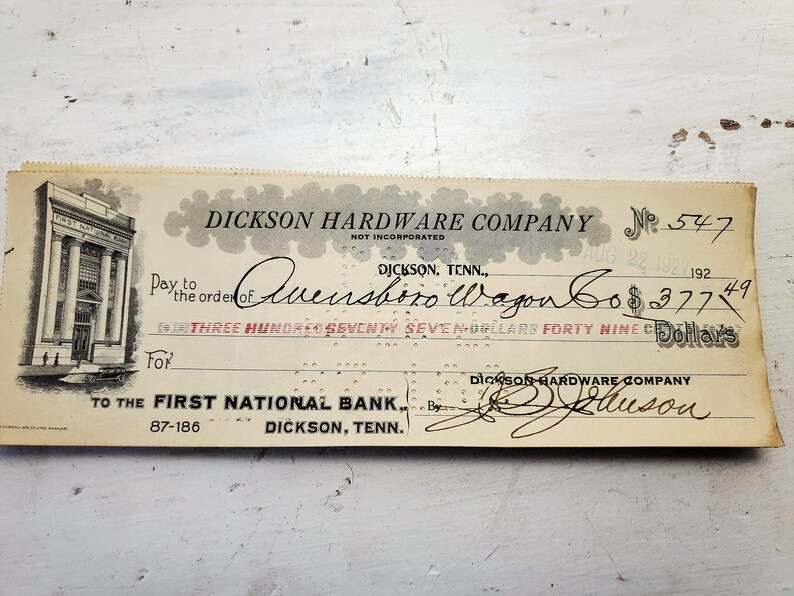 DICKSON HARDWARE COMPANY
NOT INCORPORATED
No 547
FIRST NATIONAL BANK
AUG 22 1927
DICKSON, TENN., 192
Pay to the order of Owensboro Wagon Co $ 377 49
THREE HUNDRED SEVENTY SEVEN DOLLARS FORTY NINE
Dollars
For
DICKSON HARDWARE COMPANY
TO THE FIRST NATIONAL BANK,
By Johnson
87-186 DICKSON, TENN.